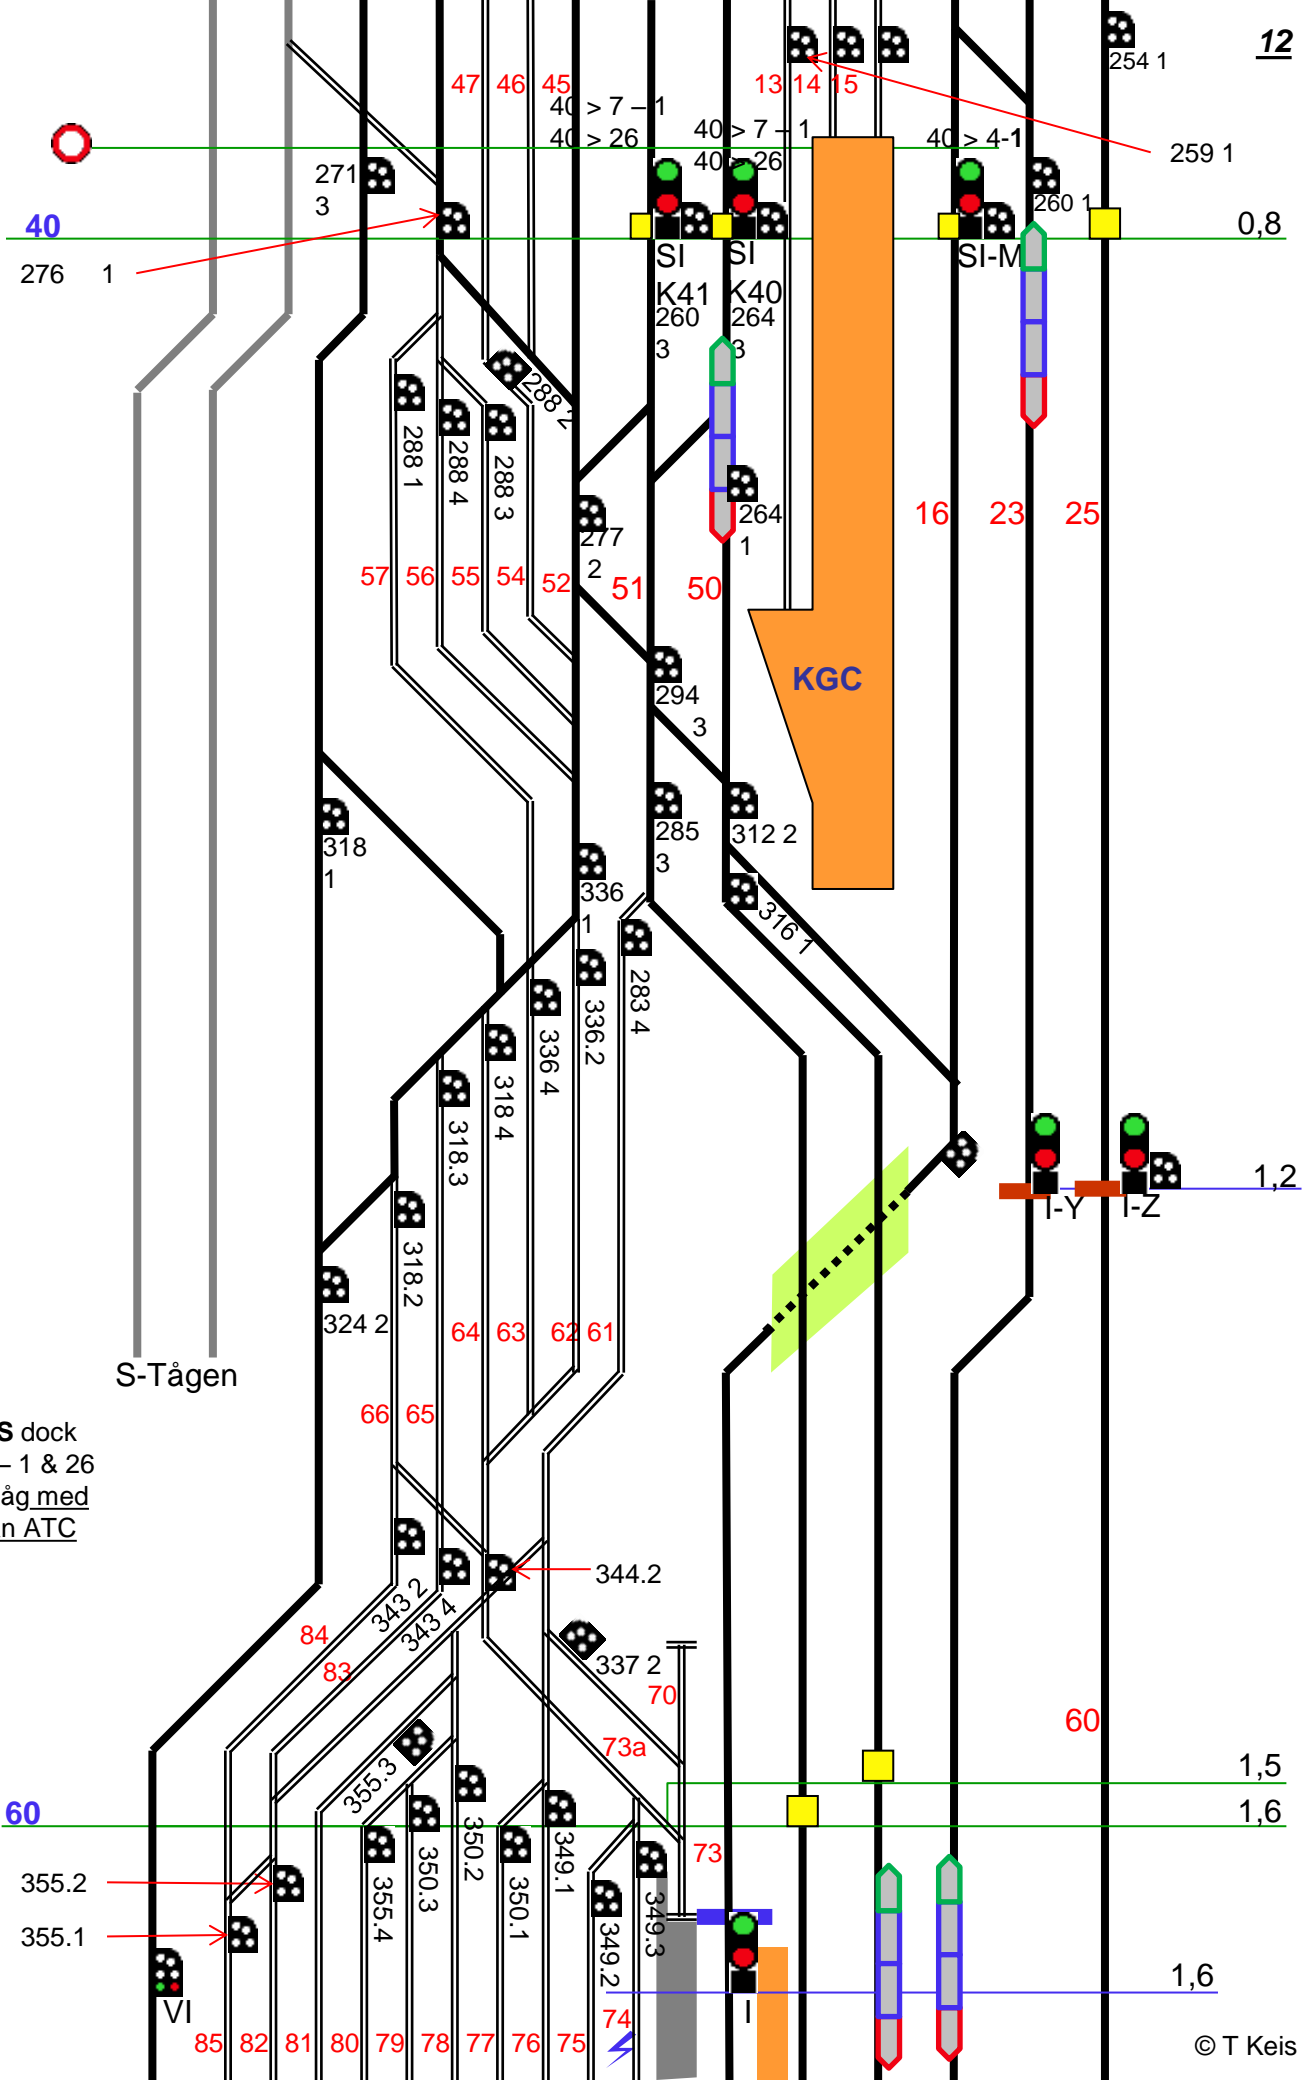 12
254 1
47 46 45
13 14 15
40 > 7 – 1
40 > 26
40 > 7 – 1
40 > 26
40 > 4-1
259 1
271
3
260 1
40
0,8
276 1
SI
K41
260
3
SI
K40
264
3
SI-M
288 2
288 1
288 4
288 3
264
1
277
2
16 23 25
57 56 55 54 52 51 50
KGC
294
3
318
1
285
3
312 2
336
1
316 1
283 4
336.2
336 4
318 4
318.3
318.2
1,2
I-Y
I-Z
324 2
64 63 62 61
S-Tågen
66 65
S dock
– 1 & 26
åg med
n ATC
344.2
343 2
343 4
84
83
337 2
70
60
73a
355.3
1,5
60
1,6
350.2
349.1
73
355.2
355.4
350.3
350.1
349.3
349.2
355.1
1,6
VI
I
74
85 82 81 80 79 78 77 76 75
© T Keis